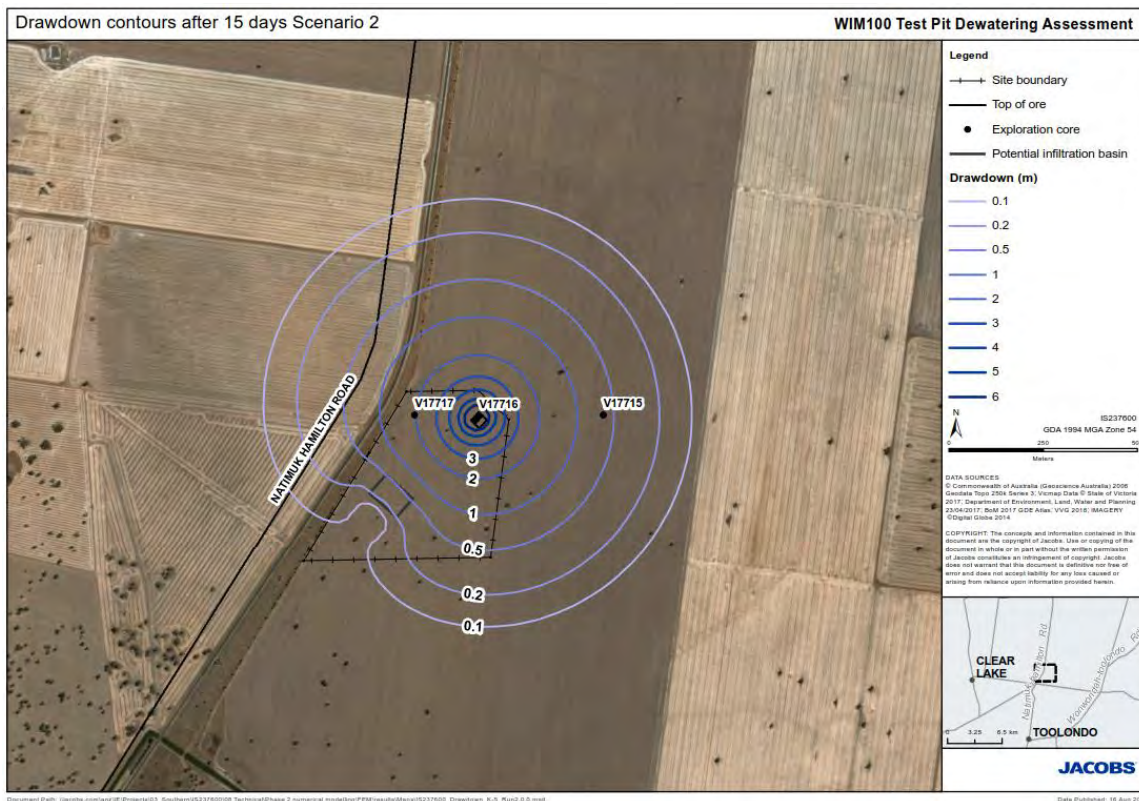 Drawdown contours after 15 days Scenario 2
WIM100 Test Pit Dewatering Assessment
Legend
Site boundary
Top of ore
Exploration core
Potential infiltration basin
Drawdown (m)
0.1
0.2
0.5
1
2
3
4
5
6
N
IS237600
GDA 1994 MGA Zone 54
0 250 50
Meters
DATA SOURCES
© Commonwealth of Australia (Geoscience Australia) 2006
Geodata Topo 250k Series 3; Vicmap Data © State of Victoria
2017; Department of Environment, Land, Water and Planning
23/04/2017; BoM 2017 GDE Atlas; VVG 2016; IMAGERY
©Digital Globe 2014
COPYRIGHT: The concepts and information contained in this
document are the copyright of Jacobs. Use or copying of the
document in whole or in part without the written permission
of Jacobs constitutes an infringement of copyright. Jacobs
does not warrant that this document is definitive nor free of
error and does not accept liability for any loss caused or
arising from reliance upon information provided herein.
V17717
V17716
V17715
NATIMUK HAMILTON ROAD
3
2
1
0.5
0.2
0.1
CLEAR
LAKE
Rd
TOOLONDO
0 3.25 6.5 km
JACOBS
Document Path:
Date Published: 16 Aug 20